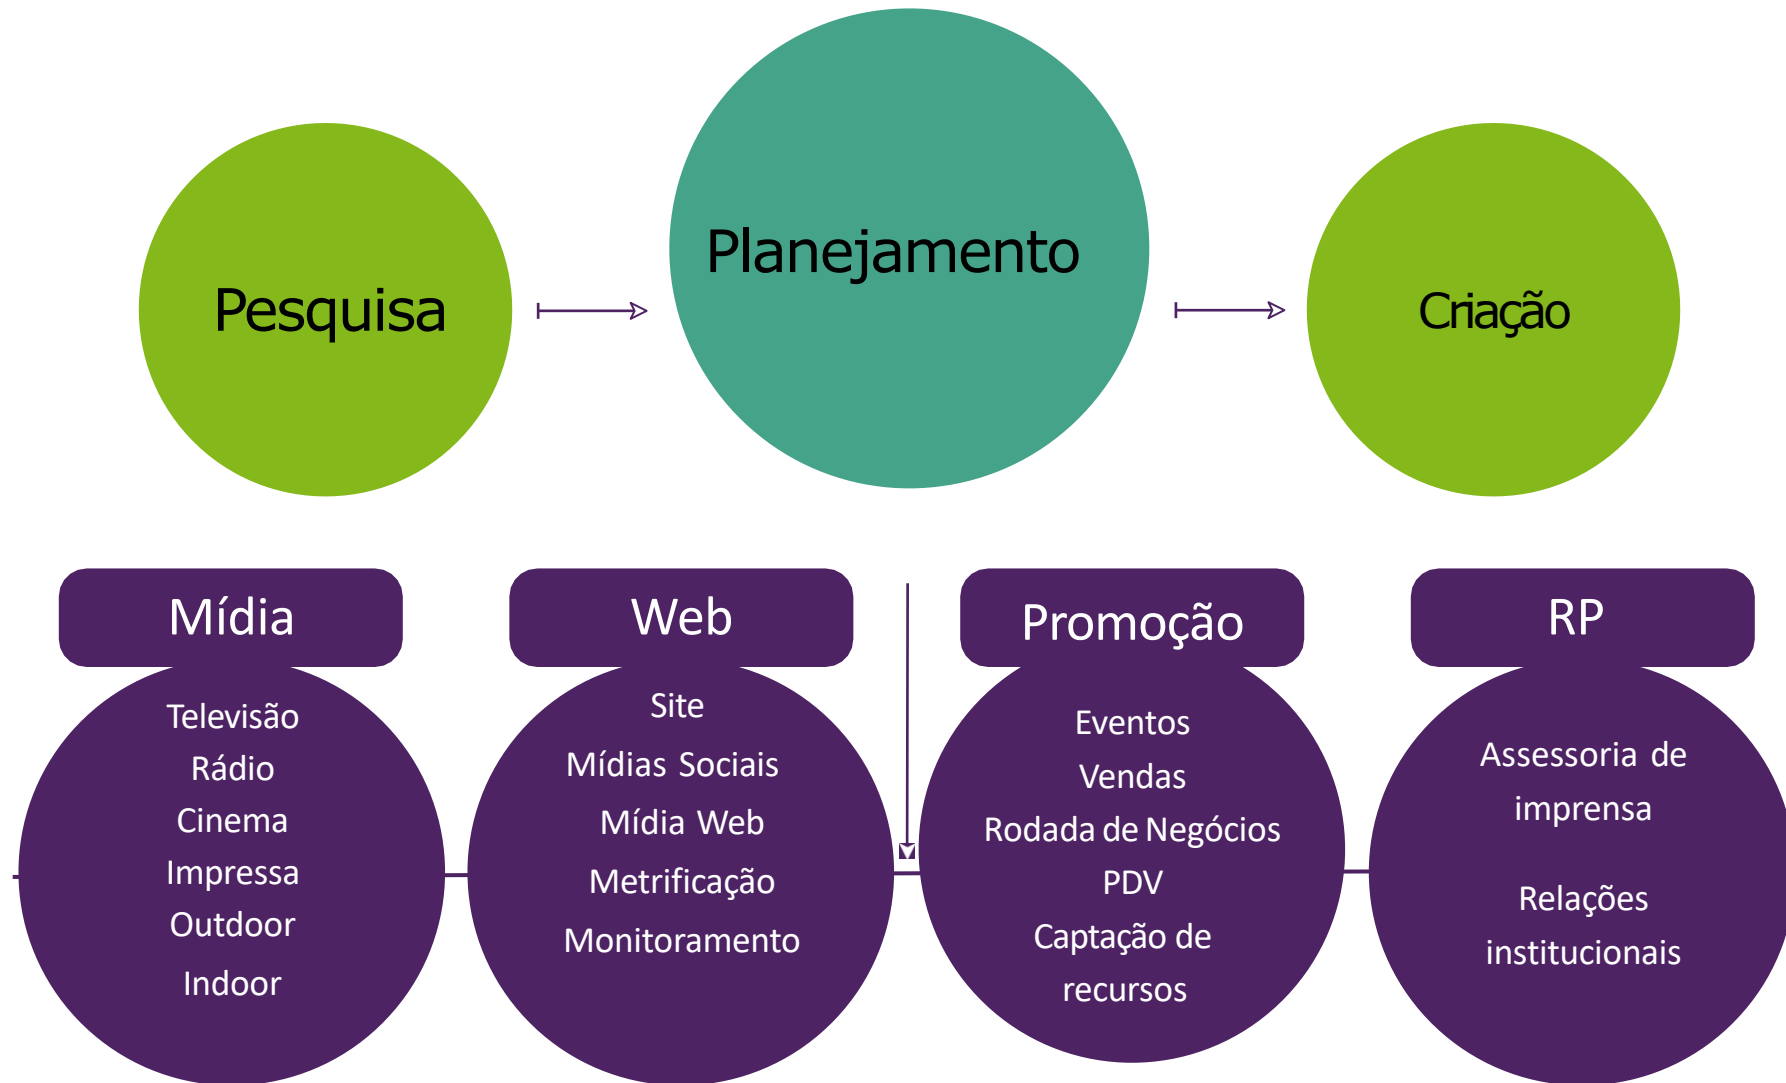 Pesquisa
Planejamento
Criação
Mídia
Televisão
Rádio
Cinema
Impressa
Outdoor
Indoor
Web
Site
Mídias Sociais
Mídia Web
Metrificação
Monitoramento
Promoção
Eventos
Vendas
Rodada de Negócios
PDV
Captação de
recursos
RP
Assessoria de
imprensa
Relações
institucionais